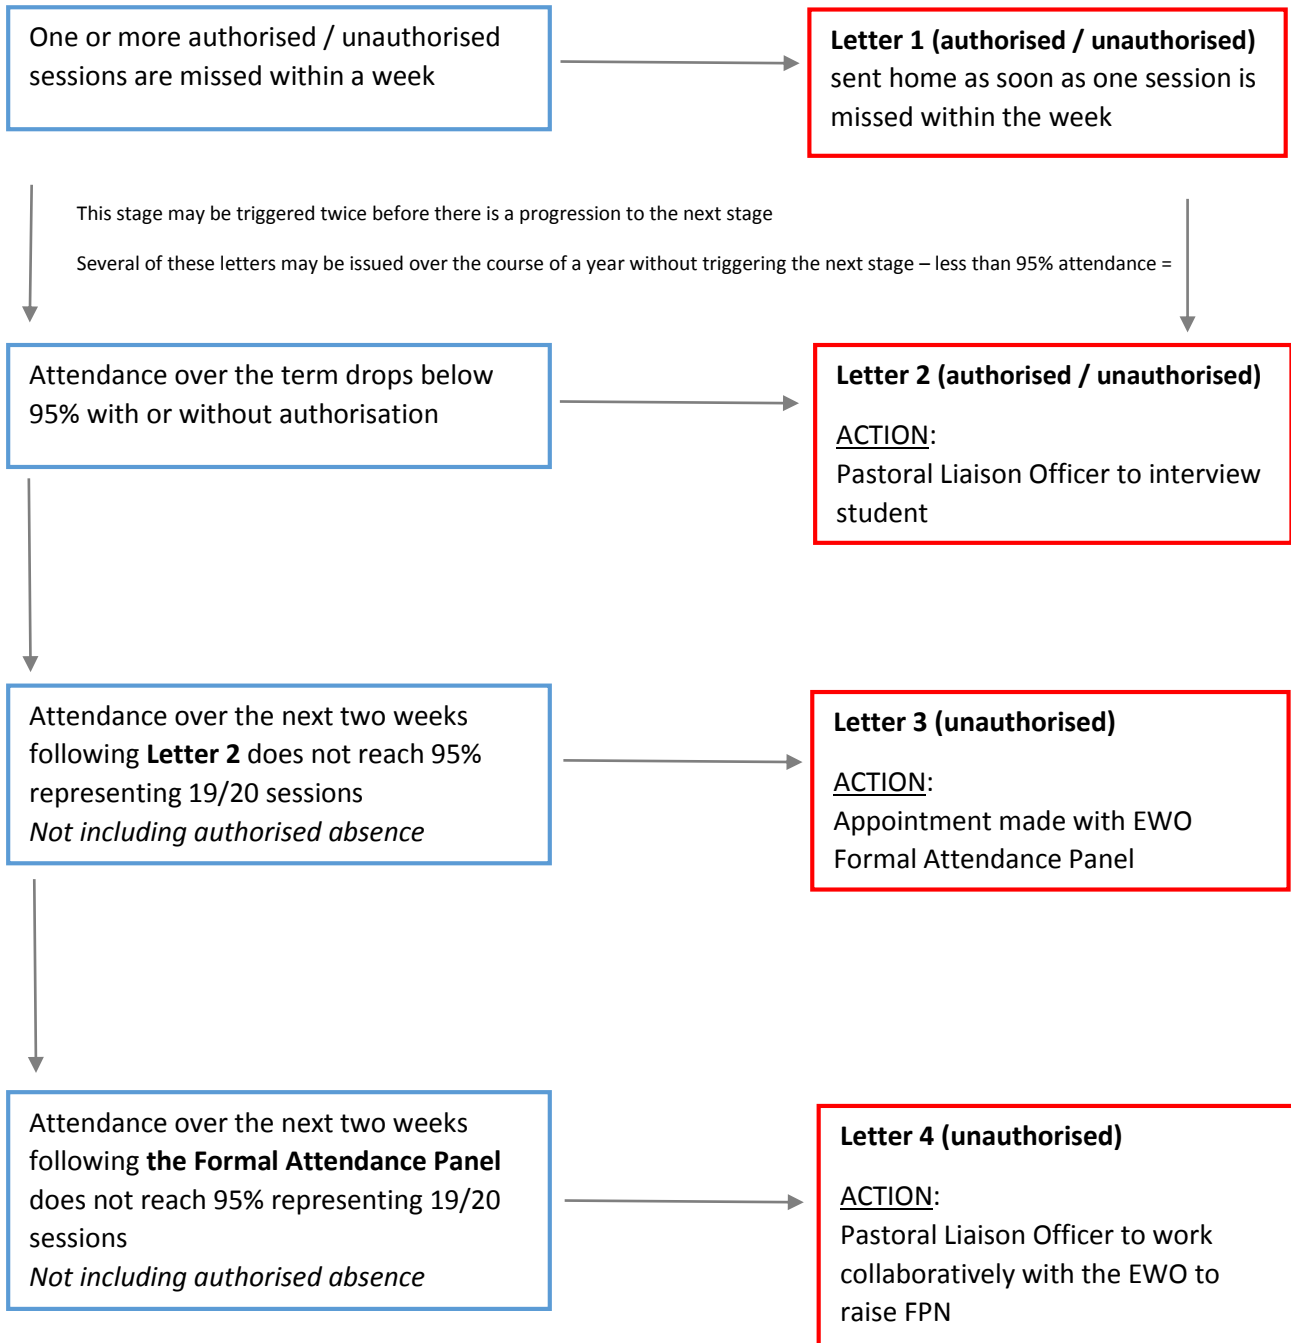 One or more authorised / unauthorised
sessions are missed within a week
Letter 1 (authorised / unauthorised)
sent home as soon as one session is
missed within the week
This stage may be triggered twice before there is a progression to the next stage
Several of these letters may be issued over the course of a year without triggering the next stage – less than 95% attendance =
Attendance over the term drops below
95% with or without authorisation
Letter 2 (authorised / unauthorised)
ACTION:
Pastoral Liaison Officer to interview
student
Attendance over the next two weeks
following Letter 2 does not reach 95%
representing 19/20 sessions
Not including authorised absence
Letter 3 (unauthorised)
ACTION:
Appointment made with EWO
Formal Attendance Panel
Attendance over the next two weeks
following the Formal Attendance Panel
does not reach 95% representing 19/20
sessions
Not including authorised absence
Letter 4 (unauthorised)
ACTION:
Pastoral Liaison Officer to work
collaboratively with the EWO to
raise FPN